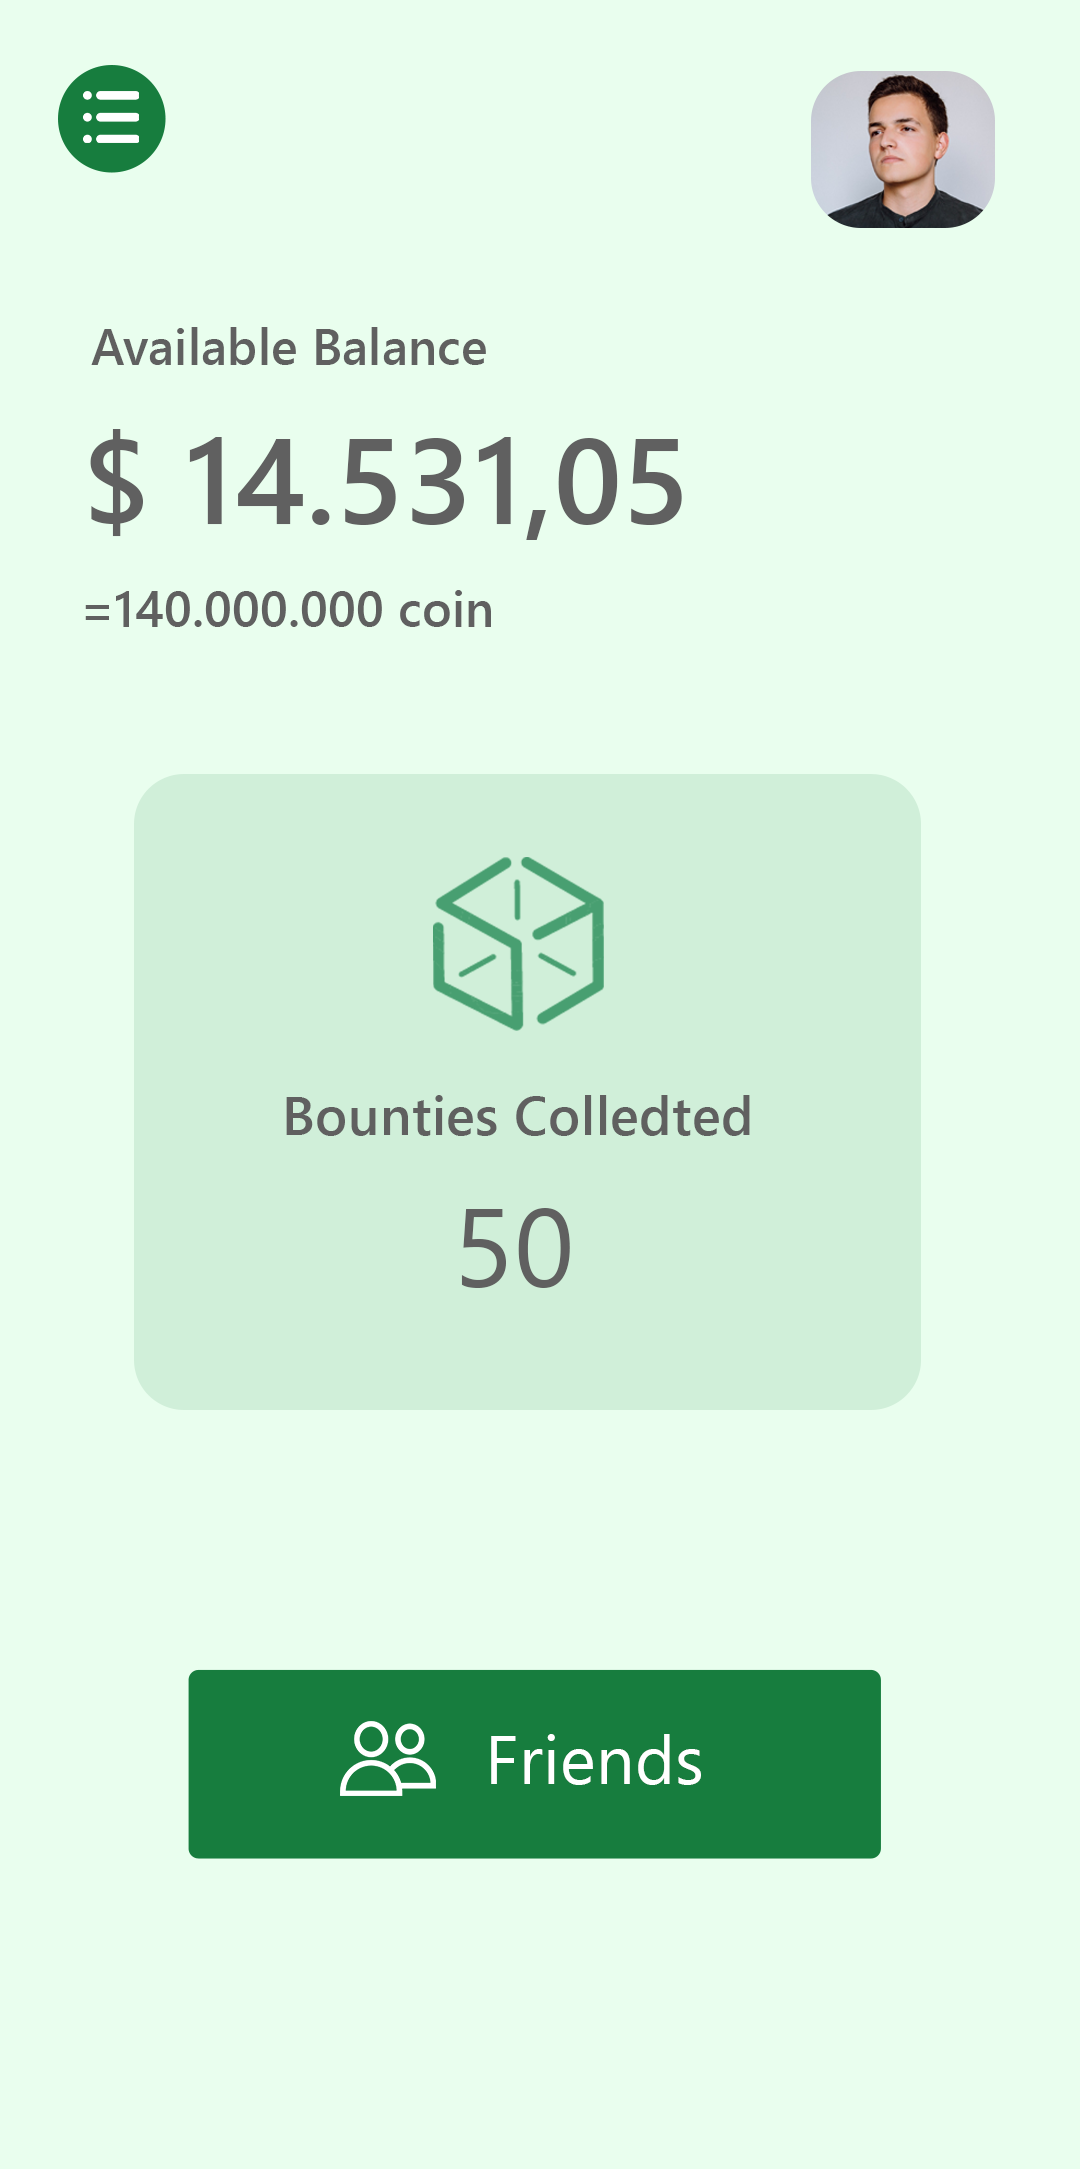 Available Balance
$ 14.531,05
=140.000.000 coin
Bounties Colledted
50
Friends